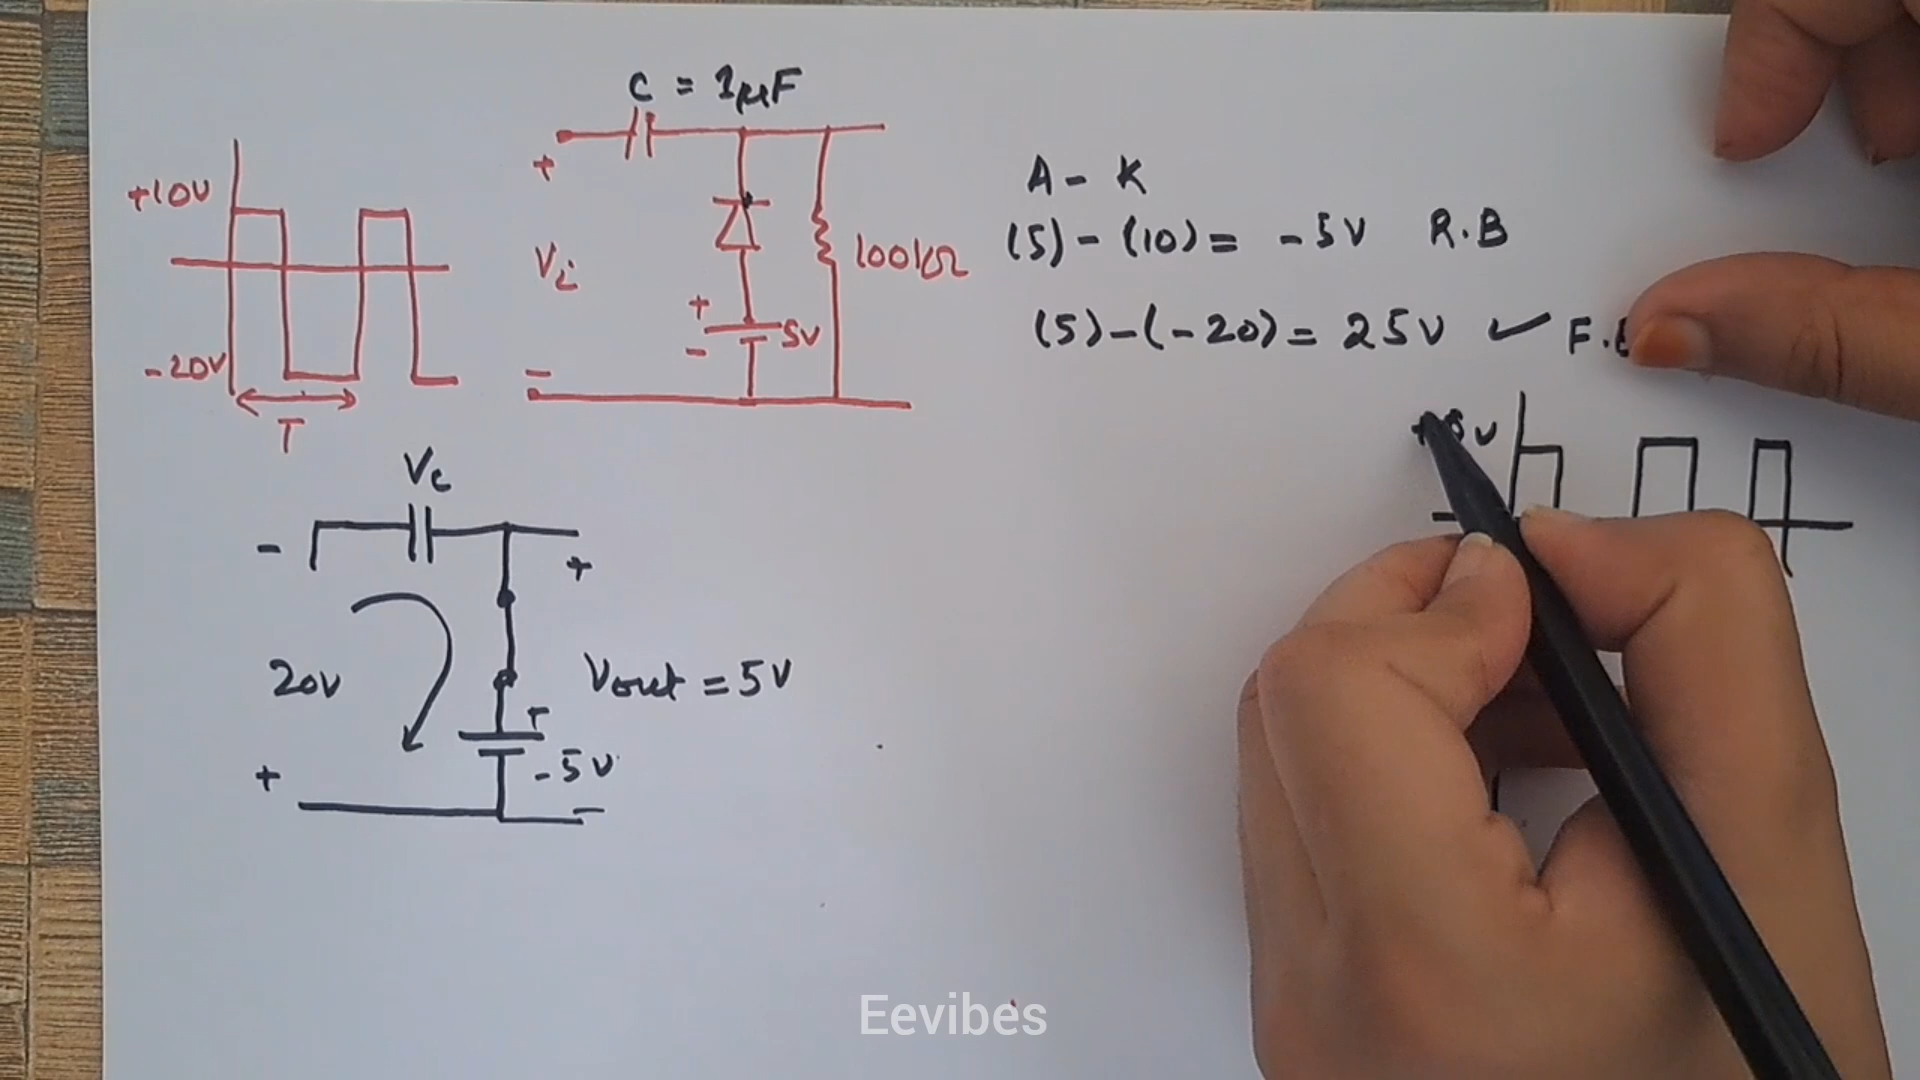 C = 1µF
+10V
-20V
T
+
Vi
-
+
-
5V
100kΩ
A - K
(5) - (10) = -5V R.B
(5) - (-20) = 25V ✓ F.
V
Vc
-
+
20V
Vout = 5V
+
-5V
+
-
Eevibes